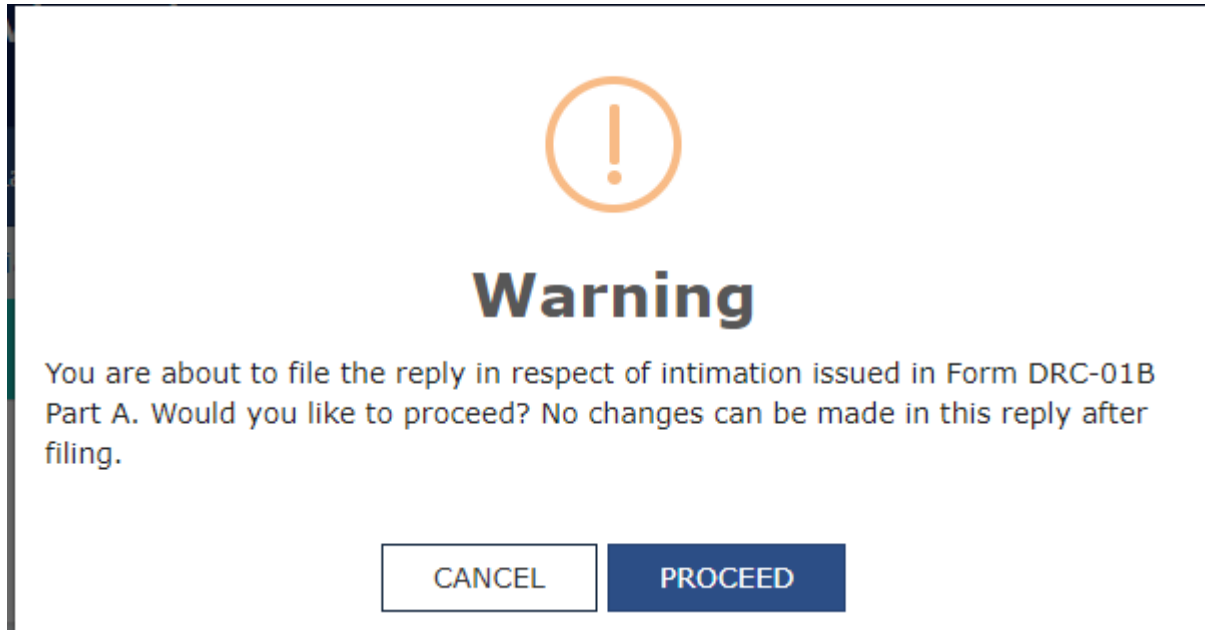 Warning
You are about to file the reply in respect of intimation issued in Form DRC-01B
Part A. Would you like to proceed? No changes can be made in this reply after
filing.
CANCEL PROCEED